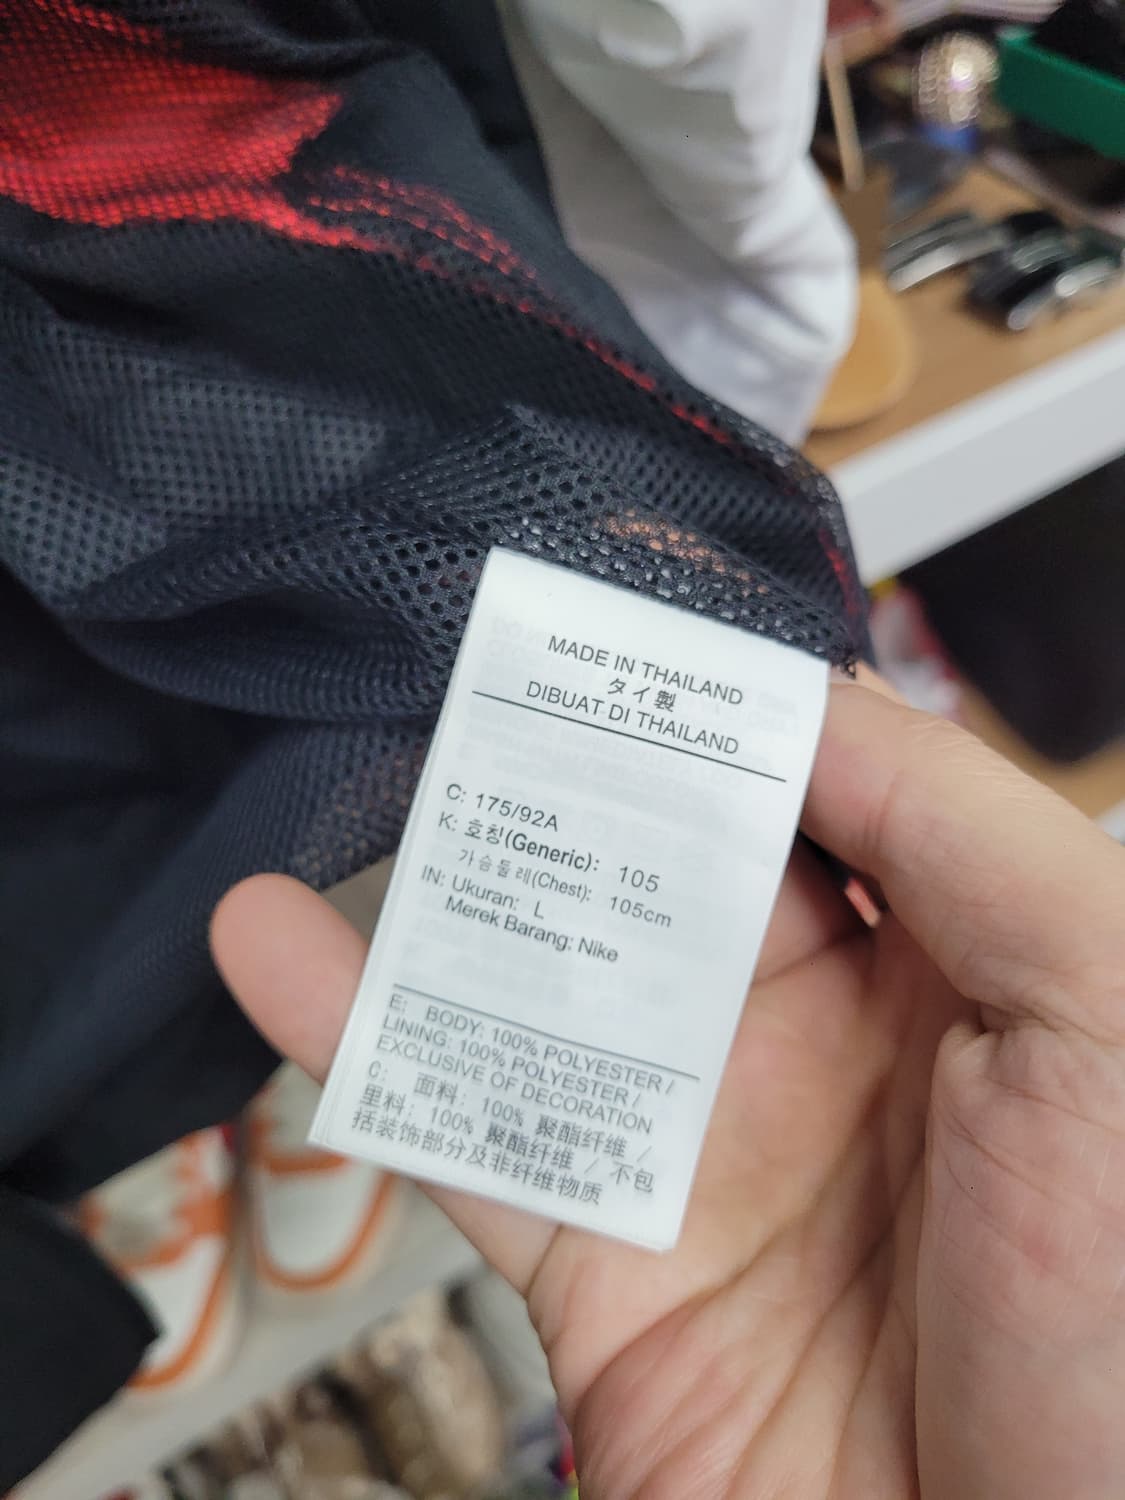 MADE IN THAILAND
タイ製
DIBUAT DI THAILAND
C: 175/92A
K: 호칭(Generic): 105
가슴둘레(Chest): 105cm
IN: Ukuran: L
Merek Barang: Nike
E: BODY: 100% POLYESTER /
LINING: 100% POLYESTER /
EXCLUSIVE OF DECORATION
C: 面料: 100% 聚酯纤维 /
里料: 100% 聚酯纤维 / 不包
括装饰部分及非纤维物质